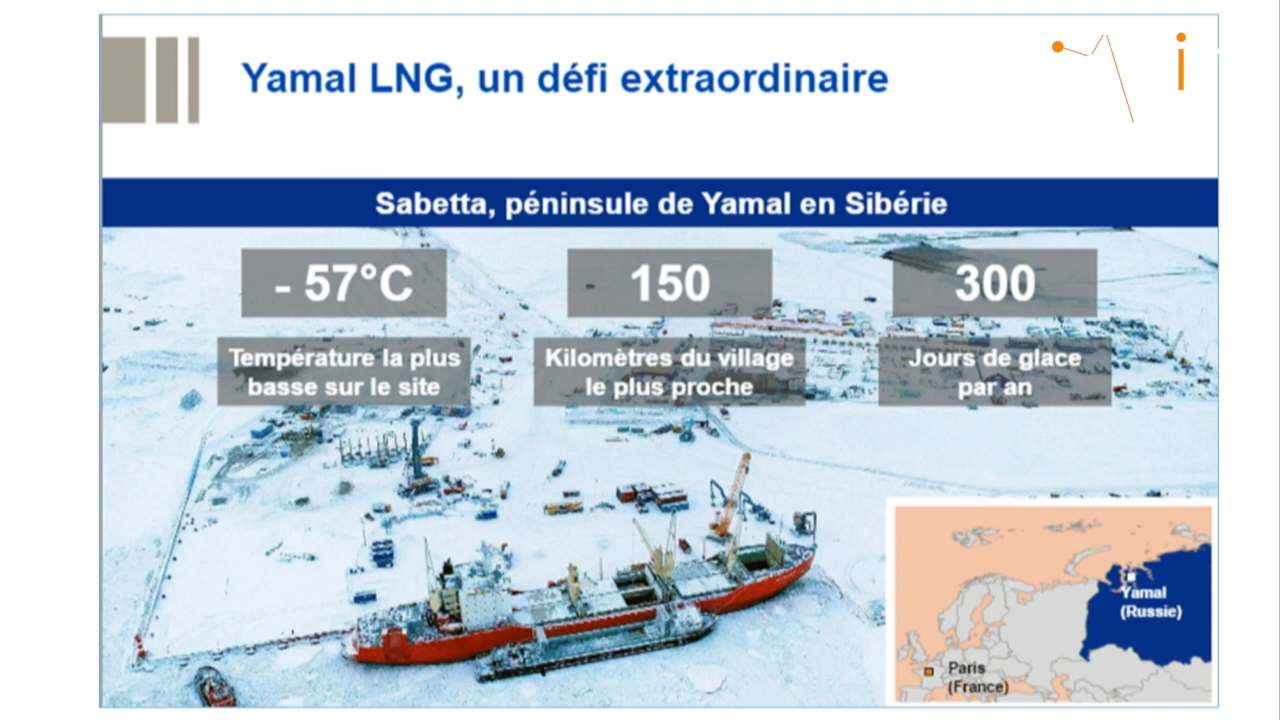 Yamal LNG, un défi extraordinaire
Sabetta, péninsule de Yamal en Sibérie
- 57°C
150
300
Température la plus
basse sur le site
Kilomètres du village
le plus proche
Jours de glace
par an
Yamal
(Russie)
Paris
(France)